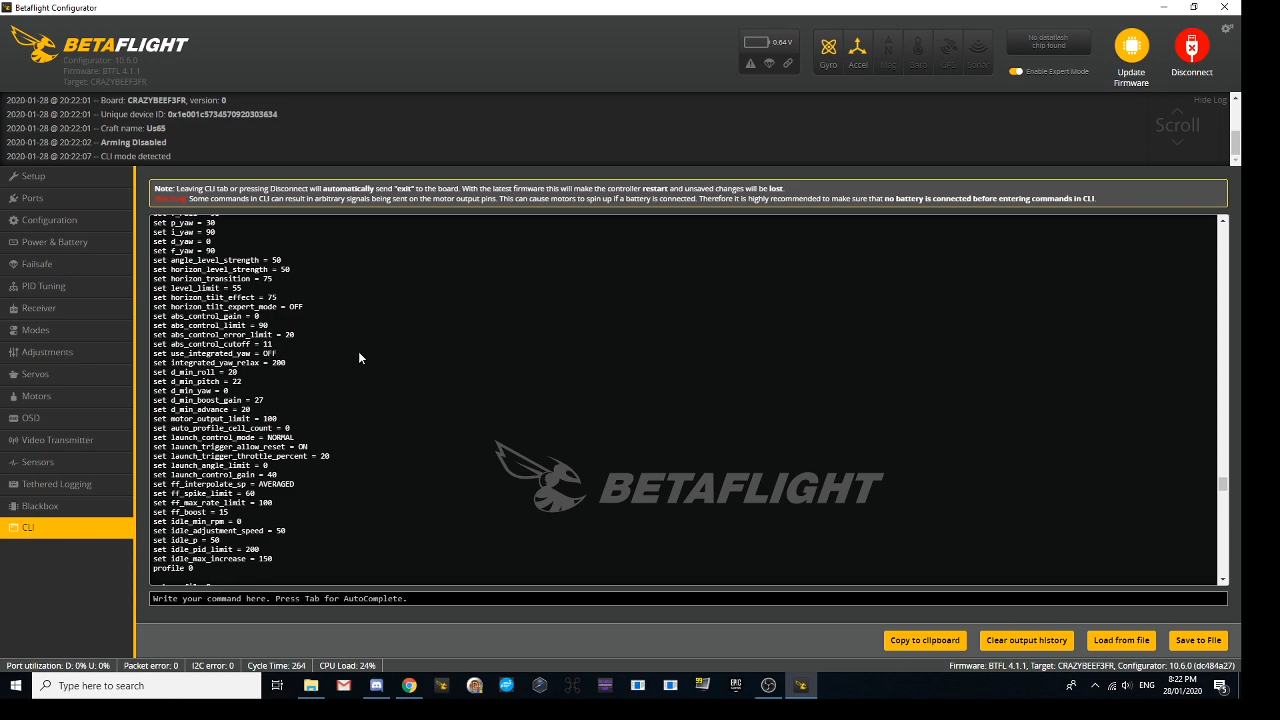 Betaflight Configurator
BETAFLIGHT
Configurator: 10.6.0
Firmware: BTFL 4.1.1
Target: CRAZYBEEF3FR
0.64 V
Gyro
Accel
Mag
Baro
GPS
Sonar
No dataflash
chip found
Enable Expert Mode
Update
Firmware
Disconnect
2020-01-28 @ 20:22:01 -- Board: CRAZYBEEF3FR, version: 0
2020-01-28 @ 20:22:01 -- Unique device ID: 0x1e001c5734570920303634
2020-01-28 @ 20:22:01 -- Craft name: Us65
2020-01-28 @ 20:22:02 -- Arming Disabled
2020-01-28 @ 20:22:07 -- CLI mode detected
Hide Log
Scroll
Setup
Ports
Configuration
Power & Battery
Failsafe
PID Tuning
Receiver
Modes
Adjustments
Servos
Motors
OSD
Video Transmitter
Sensors
Tethered Logging
Blackbox
CLI
Note: Leaving CLI tab or pressing Disconnect will automatically send "exit" to the board. With the latest firmware this will make the controller restart and unsaved changes will be lost.
Some commands in CLI can result in arbitrary signals being sent on the motor output pins. This can cause motors to spin up if a battery is connected. Therefore it is highly recommended to make sure that no battery is connected before entering commands in CLI.
set p_yaw = 30
set i_yaw = 90
set d_yaw = 0
set f_yaw = 90
set angle_level_strength = 50
set horizon_level_strength = 50
set horizon_transition = 75
set level_limit = 55
set horizon_tilt_effect = 75
set horizon_tilt_expert_mode = OFF
set abs_control_gain = 0
set abs_control_limit = 90
set abs_control_error_limit = 20
set abs_control_cutoff = 11
set use_integrated_yaw = OFF
set integrated_yaw_relax = 200
set d_min_roll = 20
set d_min_pitch = 22
set d_min_yaw = 0
set d_min_boost_gain = 27
set d_min_advance = 20
set motor_output_limit = 100
set auto_profile_cell_count = 0
set launch_control_mode = NORMAL
set launch_trigger_allow_reset = ON
set launch_trigger_throttle_percent = 20
set launch_angle_limit = 0
set launch_control_gain = 40
set ff_interpolate_sp = AVERAGED
set ff_spike_limit = 60
set ff_max_rate_limit = 100
set ff_boost = 15
set idle_min_rpm = 0
set idle_adjustment_speed = 50
set idle_p = 50
set idle_pid_limit = 200
set idle_max_increase = 150
profile 0
BETAFLIGHT
Write your command here. Press Tab for AutoComplete.
Copy to clipboard
Clear output history
Load from file
Save to File
Port utilization: D: 0% U: 0%
Packet error: 0
I2C error: 0
Cycle Time: 264
CPU Load: 24%
Firmware: BTFL 4.1.1, Target: CRAZYBEEF3FR, Configurator: 10.6.0 (dc484a27)
Type here to search
ENG
8:22 PM
28/01/2020